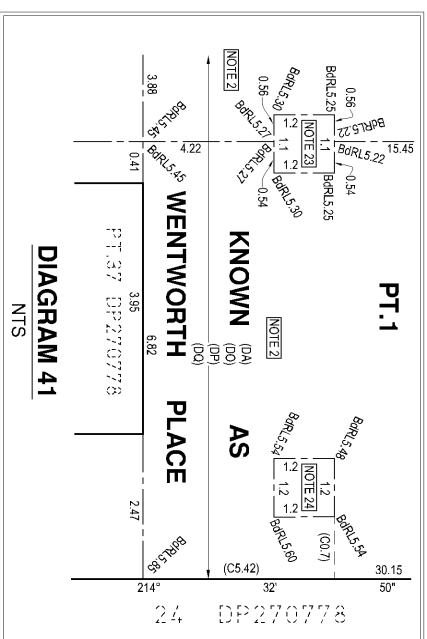 PT.1
KNOWN AS
WENTWORTH PLACE
(DA)
(DO)
(DP)
(DQ)
NOTE 2
NOTE 2
NOTE 23
NOTE 24
BdRL5.25
BdRL5.22
BdRL5.22
BdRL5.25
0.56
0.54
15.45
1.2
1.1
1.1
1.2
0.56
0.54
BdRL5.30
BdRL5.27
BdRL5.27
BdRL5.30
BdRL5.48
BdRL5.54
1.2
1.2
1.2
BdRL5.54
BdRL5.60
(C0.7)
30.15
(C5.42)
4.22
3.88
BdRL5.45
BdRL5.45
0.41
3.95
6.82
2.47
BdRL5.85
214° 32' 50"
PT.37 DP270778
24 DP270778
DIAGRAM 41
NTS